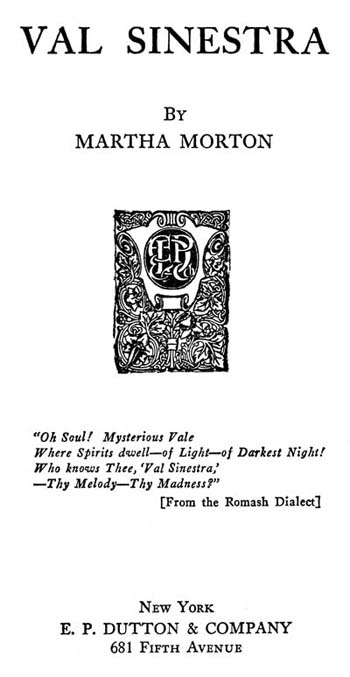 VAL SINESTRA
By
MARTHA MORTON
EPD
"Oh Soul! Mysterious Vale
Where Spirits dwell—of Light—of Darkest Night!
Who knows Thee, 'Val Sinestra,'
—Thy Melody—Thy Madness?"
[From the Romash Dialect]
New York
E. P. DUTTON & COMPANY
681 Fifth Avenue